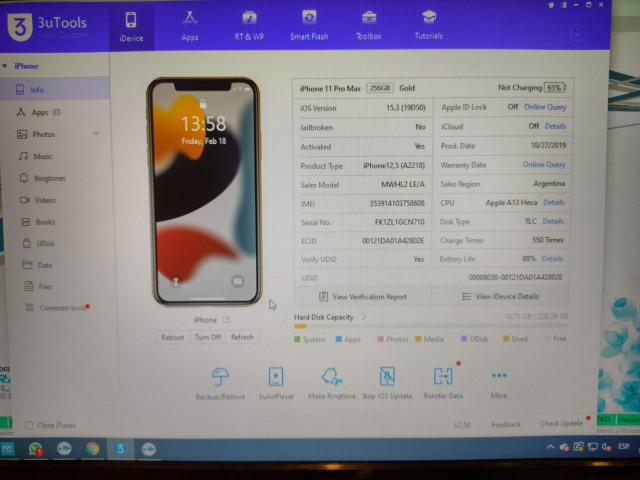 3uTools
www.3u.com
iDevice
Apps
RT & WP
Smart Flash
Toolbox
Tutorials
iPhone
Info
Apps
Photos
Music
Ringtones
Videos
Books
UDisk
Data
Files
Common tools
Close iTunes
13:58
Friday, Feb 18
iPhone
Reboot Turn Off Refresh
iPhone 11 Pro Max 256GB Gold Not Charging 63%
iOS Version 15.3 (19D50) Apple ID Lock Off Online Query
Jailbroken No iCloud Off Details
Activated Yes Prod. Date 10/27/2019
Product Type iPhone12,5 (A2218) Warranty Date Online Query
Sales Model MWHL2 LE/A Sales Region Argentina
IMEI 353914103758608 CPU Apple A13 Hexa Details
Serial No. FK1ZL1GCN710 Disk Type TLC Details
ECID 00121DA01A42802E Charge Times 550 Times
Verify UDID Yes Battery Life 88% Details
UDID 00008030-00121DA01A42802E
View Verification Report View iDevice Details
Hard Disk Capacity 10.71 GB / 238.29 GB
System Apps Photos Media UDisk Used Free
Backup/Restore 3uAirPlayer Make Ringtone Stop iOS Update Transfer Data More
V2.58 Feedback Check Update
ESP